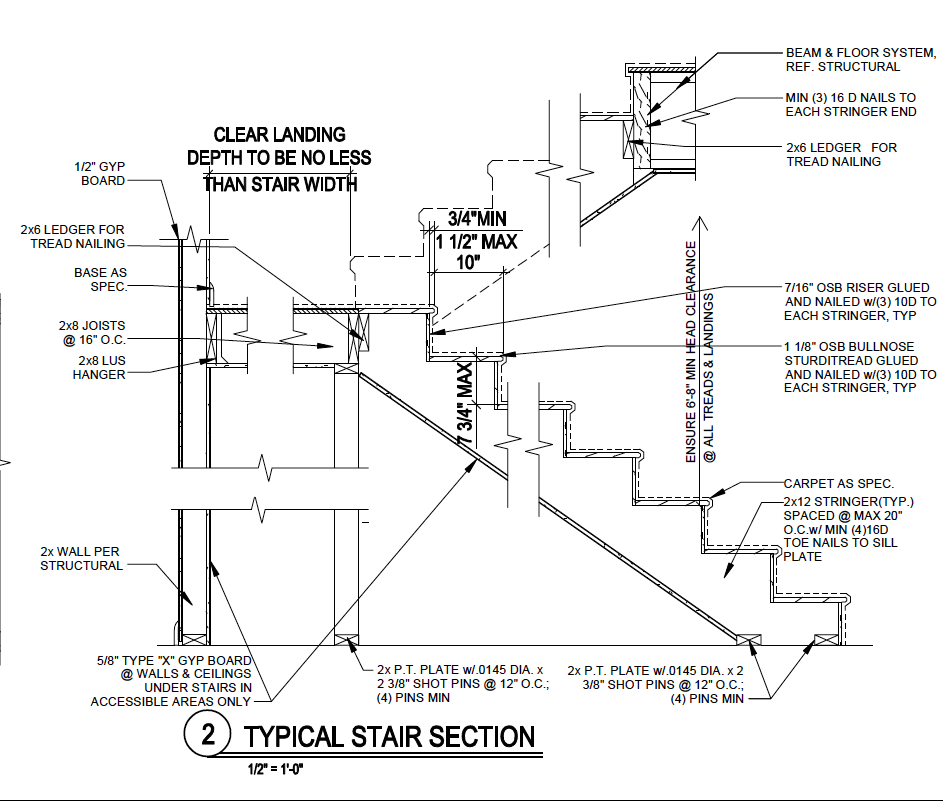 BEAM & FLOOR SYSTEM,
REF. STRUCTURAL
MIN (3) 16 D NAILS TO
EACH STRINGER END
2x6 LEDGER FOR
TREAD NAILING
CLEAR LANDING
DEPTH TO BE NO LESS
THAN STAIR WIDTH
1/2" GYP
BOARD
2x6 LEDGER FOR
TREAD NAILING
BASE AS
SPEC.
2x8 JOISTS
@ 16" O.C.
2x8 LUS
HANGER
3/4"MIN
1 1/2" MAX
10"
7 3/4" MAX
ENSURE 6'-8" MIN HEAD CLEARANCE
@ ALL TREADS & LANDINGS
7/16" OSB RISER GLUED
AND NAILED w/(3) 10D TO
EACH STRINGER, TYP
1 1/8" OSB BULLNOSE
STURDITREAD GLUED
AND NAILED w/(3) 10D TO
EACH STRINGER, TYP
CARPET AS SPEC.
2x12 STRINGER(TYP.)
SPACED @ MAX 20"
O.C.w/ MIN (4)16D
TOE NAILS TO SILL
PLATE
2x WALL PER
STRUCTURAL
5/8" TYPE "X" GYP BOARD
@ WALLS & CEILINGS
UNDER STAIRS IN
ACCESSIBLE AREAS ONLY
2x P.T. PLATE w/.0145 DIA. x
2 3/8" SHOT PINS @ 12" O.C.;
(4) PINS MIN
2x P.T. PLATE w/.0145 DIA. x 2
3/8" SHOT PINS @ 12" O.C.;
(4) PINS MIN
2 TYPICAL STAIR SECTION
1/2" = 1'-0"